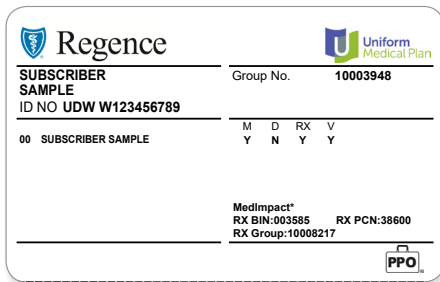 Regence
Uniform
Medical Plan
SUBSCRIBER
SAMPLE
ID NO UDW W123456789
Group No. 10003948
M D RX V
00 SUBSCRIBER SAMPLE Y N Y Y
MedImpact*
RX BIN:003585 RX PCN:38600
RX Group:10008217
PPO